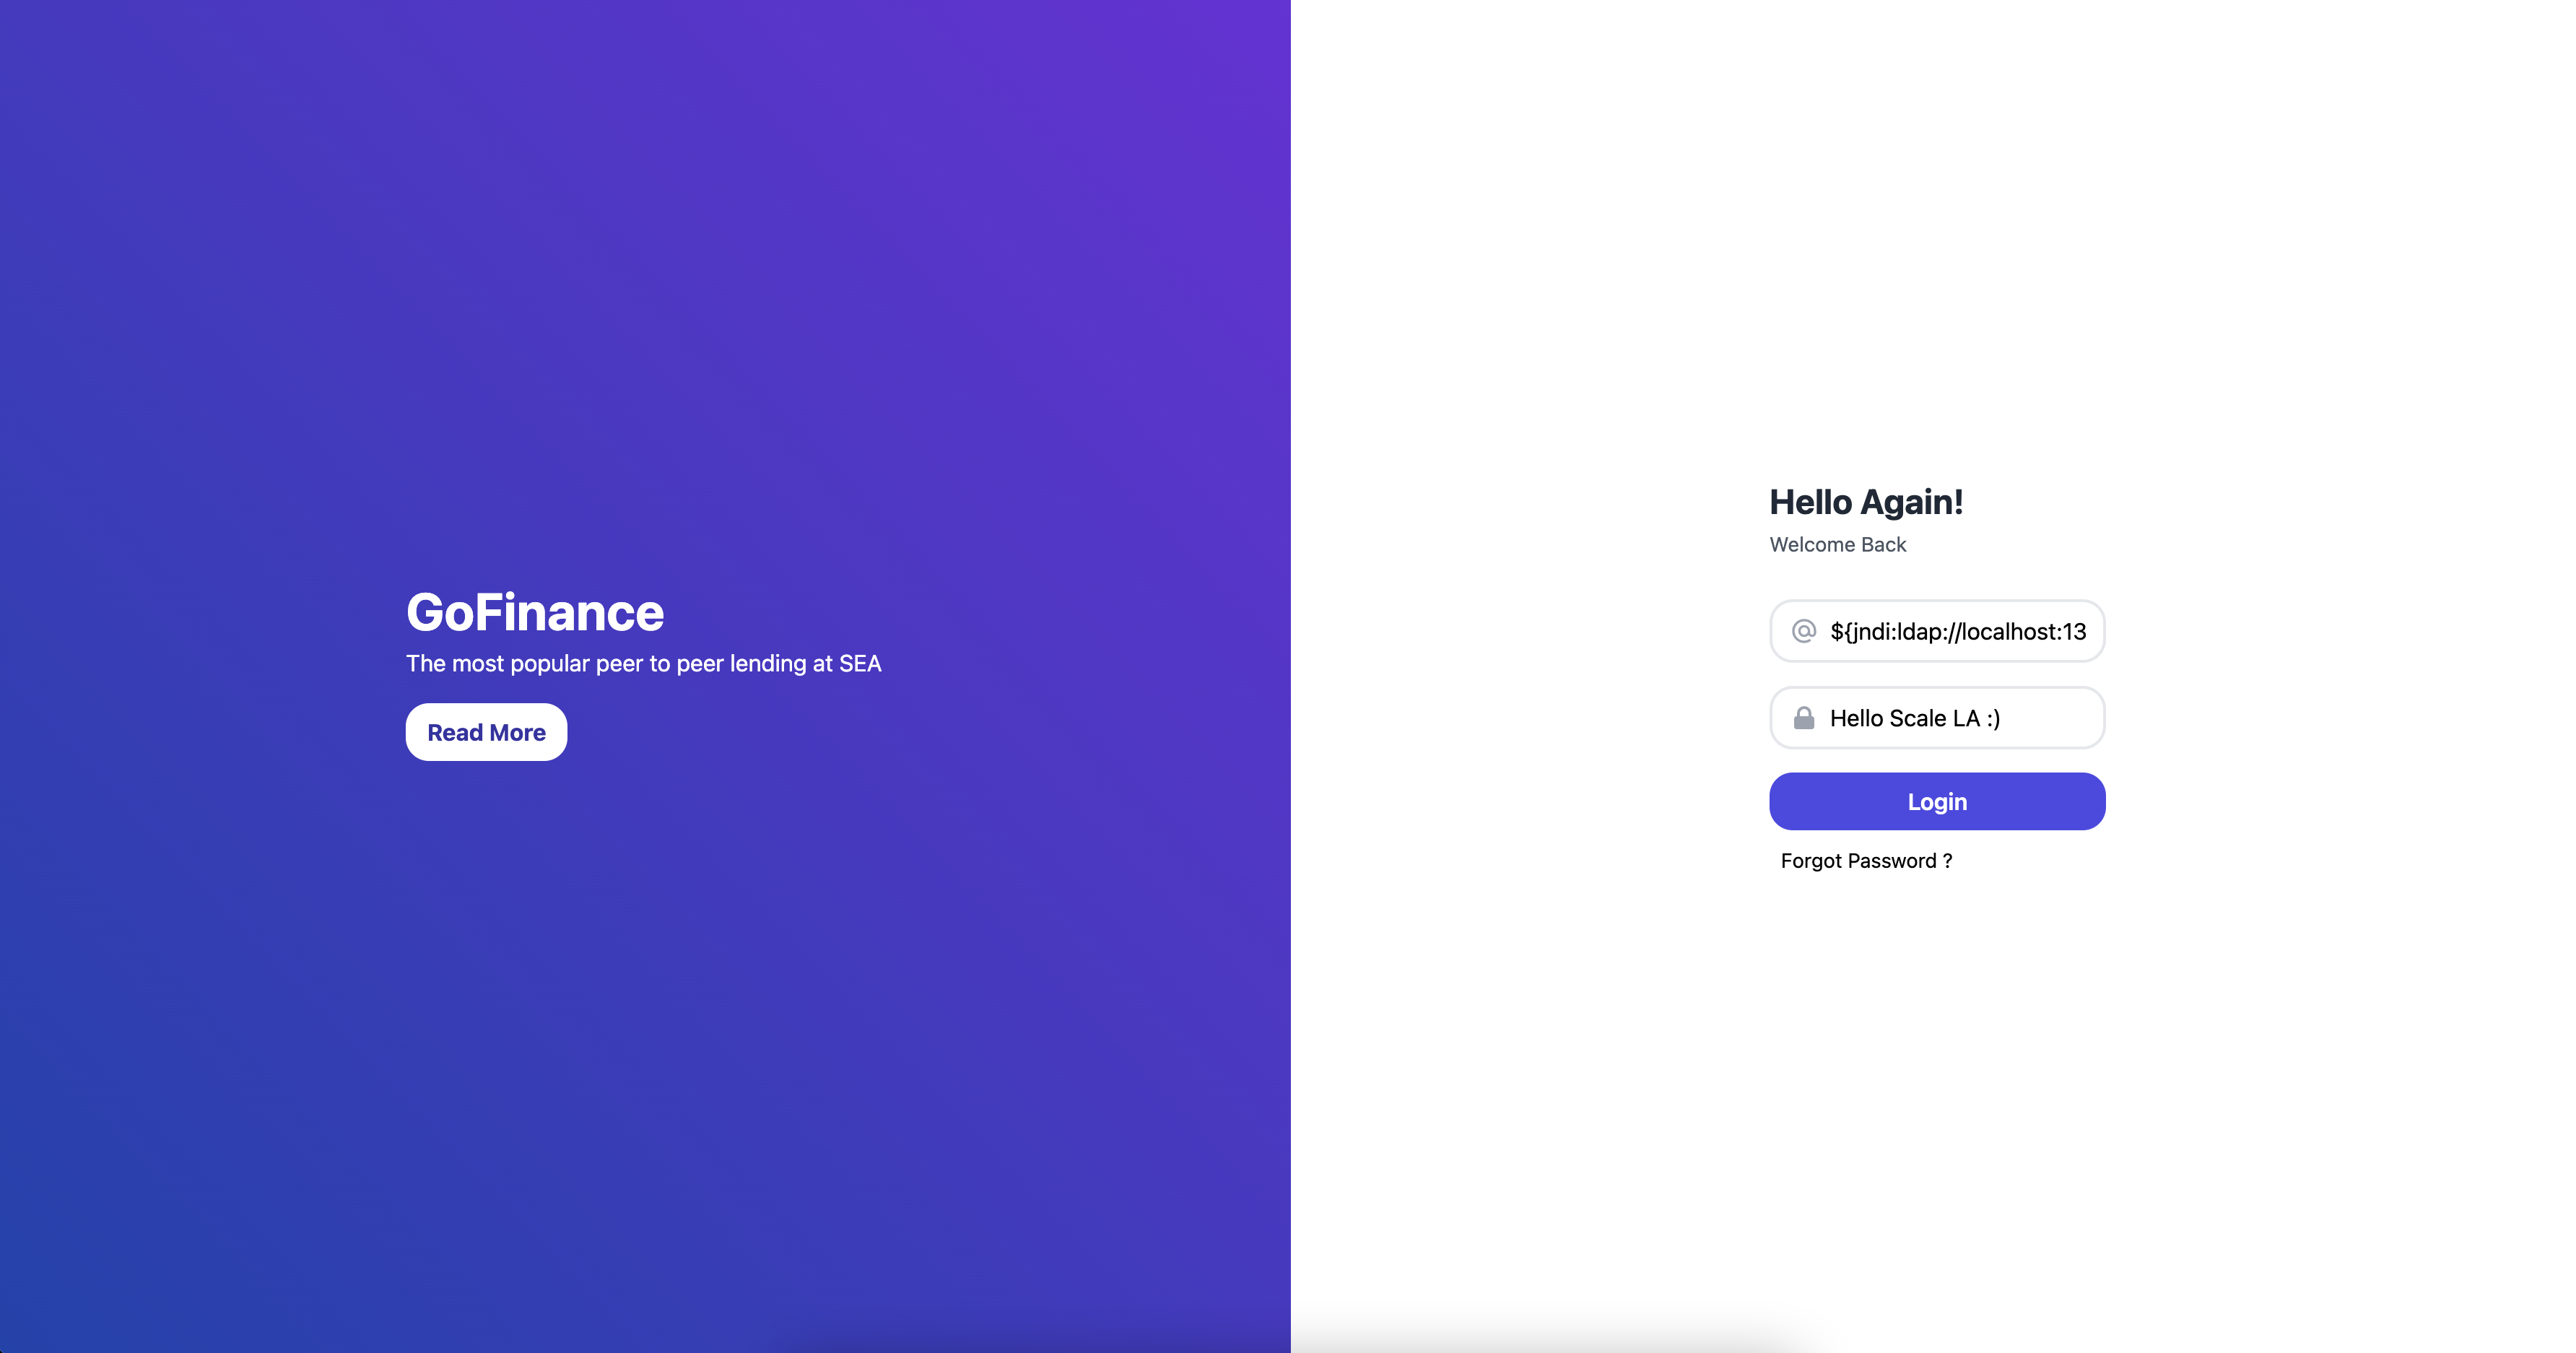 GoFinance
The most popular peer to peer lending at SEA
Read More
Hello Again!
Welcome Back
@ ${jndi:ldap://localhost:13
Hello Scale LA :)
Login
Forgot Password ?